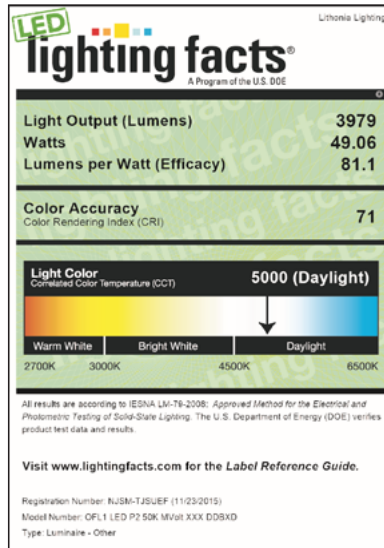 Lithonia Lighting
LED
lighting facts®
A Program of the U.S. DOE
Light Output (Lumens) 3979
Watts 49.06
Lumens per Watt (Efficacy) 81.1
Color Accuracy
Color Rendering Index (CRI) 71
Light Color
Correlated Color Temperature (CCT) 5000 (Daylight)
Warm White Bright White Daylight
2700K 3000K 4500K 6500K
All results are according to IESNA LM-79-2008: Approved Method for the Electrical and
Photometric Testing of Solid-State Lighting. The U.S. Department of Energy (DOE) verifies
product test data and results.
Visit www.lightingfacts.com for the Label Reference Guide.
Registration Number: NJSM-TJSUEF (11/23/2015)
Model Number: OFL1 LED P2 50K MVolt XXX DDBXD
Type: Luminaire - Other